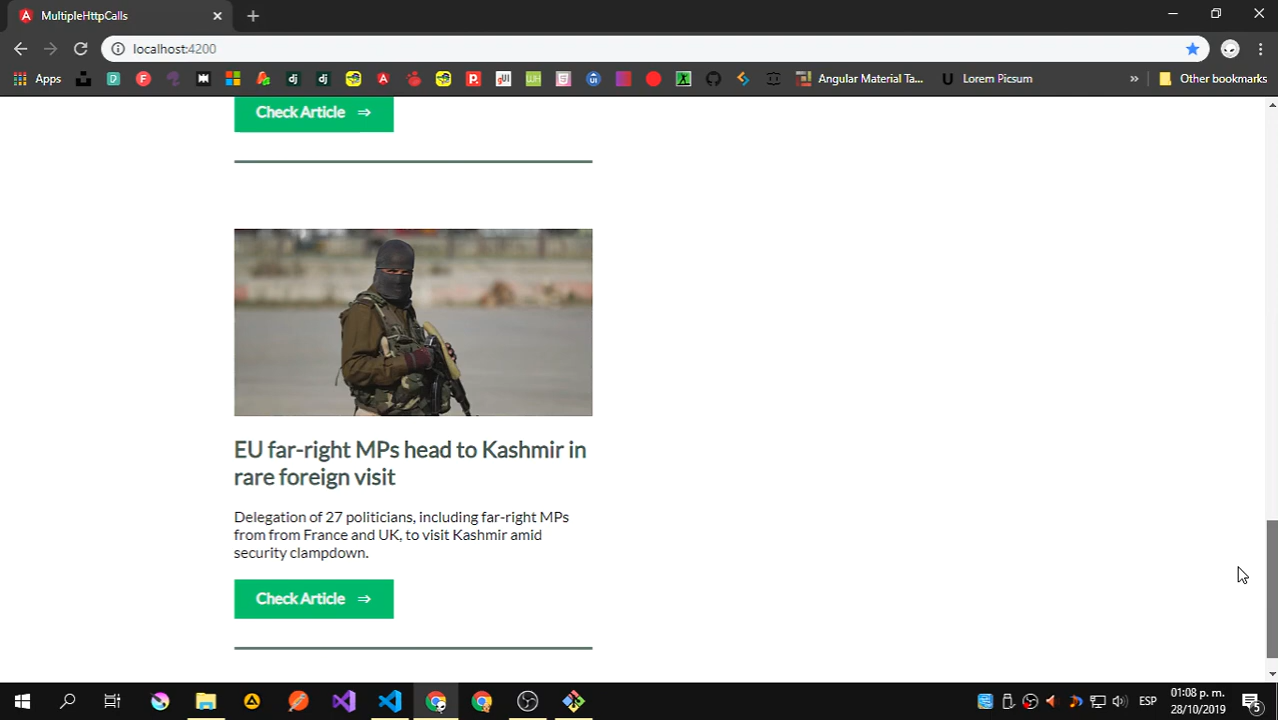 MultipleHttpCalls
localhost:4200
Apps
Angular Material Ta...
Lorem Picsum
Other bookmarks
Check Article ⇒
EU far-right MPs head to Kashmir in
rare foreign visit
Delegation of 27 politicians, including far-right MPs
from from France and UK, to visit Kashmir amid
security clampdown.
Check Article ⇒
ESP
01:08 p. m.
28/10/2019
5